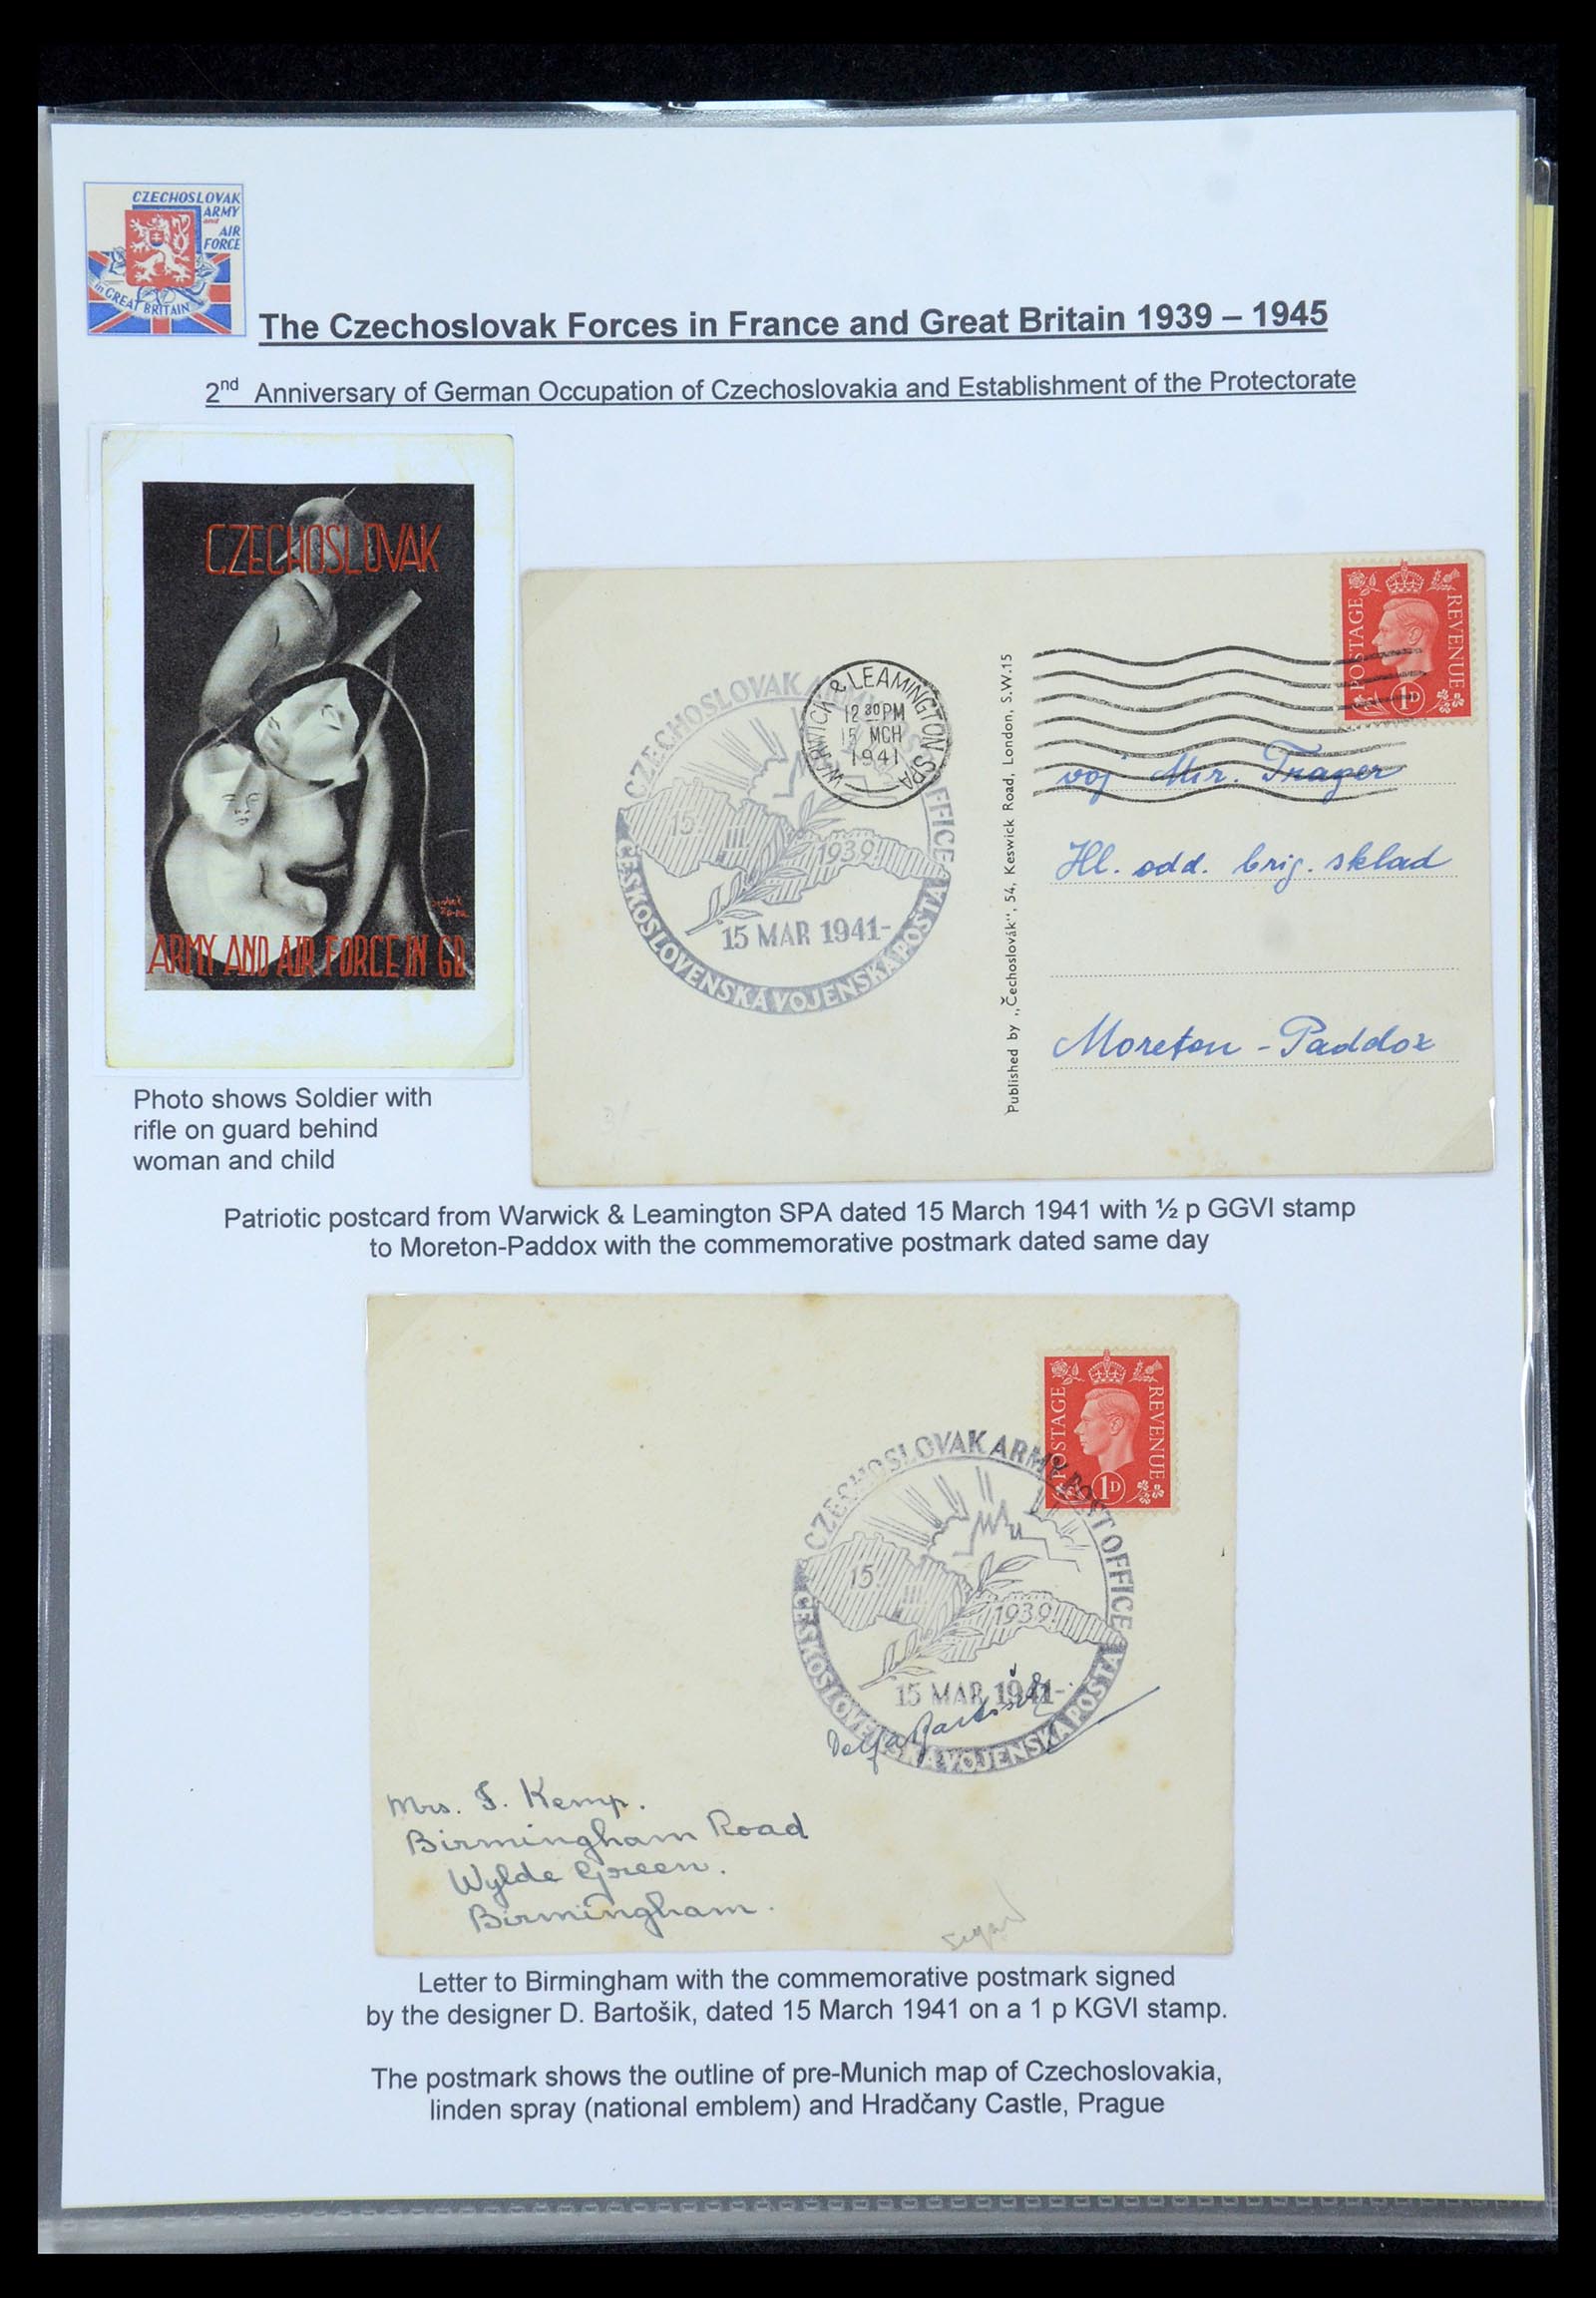 CZECHOSLOVAK
ARMY
and
AIR
FORCE
in GREAT BRITAIN
The Czechoslovak Forces in France and Great Britain 1939 – 1945
2nd Anniversary of German Occupation of Czechoslovakia and Establishment of the Protectorate
CZECHOSLOVAK
ARMY AND AIR FORCE IN GB
Photo shows Soldier with
rifle on guard behind
woman and child
POSTAGE REVENUE
1D
WARWICK & LEAMINGTON SPA
12 30 PM
15 MCH
1941
CZECHOSLOVAK OFFICE
15. III. 1939
15 MAR 1941-
ČESKOSLOVENSKÁ VOJENSKÁ POŠTA
Published by „Čechoslovák", 54, Keswick Road, London, S.W.15
voj Mir. Trager
Hl. odd. brig. sklad
Moreton - Paddox
Patriotic postcard from Warwick & Leamington SPA dated 15 March 1941 with ½ p GGVI stamp
to Moreton-Paddox with the commemorative postmark dated same day
POSTAGE REVENUE
1D
CZECHOSLOVAK ARMY POST OFFICE
15. III. 1939
15 MAR 1941-
ČESKOSLOVENSKÁ VOJENSKÁ POŠTA
Bartošík
Mrs. F. Kemp.
Birmingham Road
Wylde Green.
Birmingham.
Letter to Birmingham with the commemorative postmark signed
by the designer D. Bartošik, dated 15 March 1941 on a 1 p KGVI stamp.
The postmark shows the outline of pre-Munich map of Czechoslovakia,
linden spray (national emblem) and Hradčany Castle, Prague